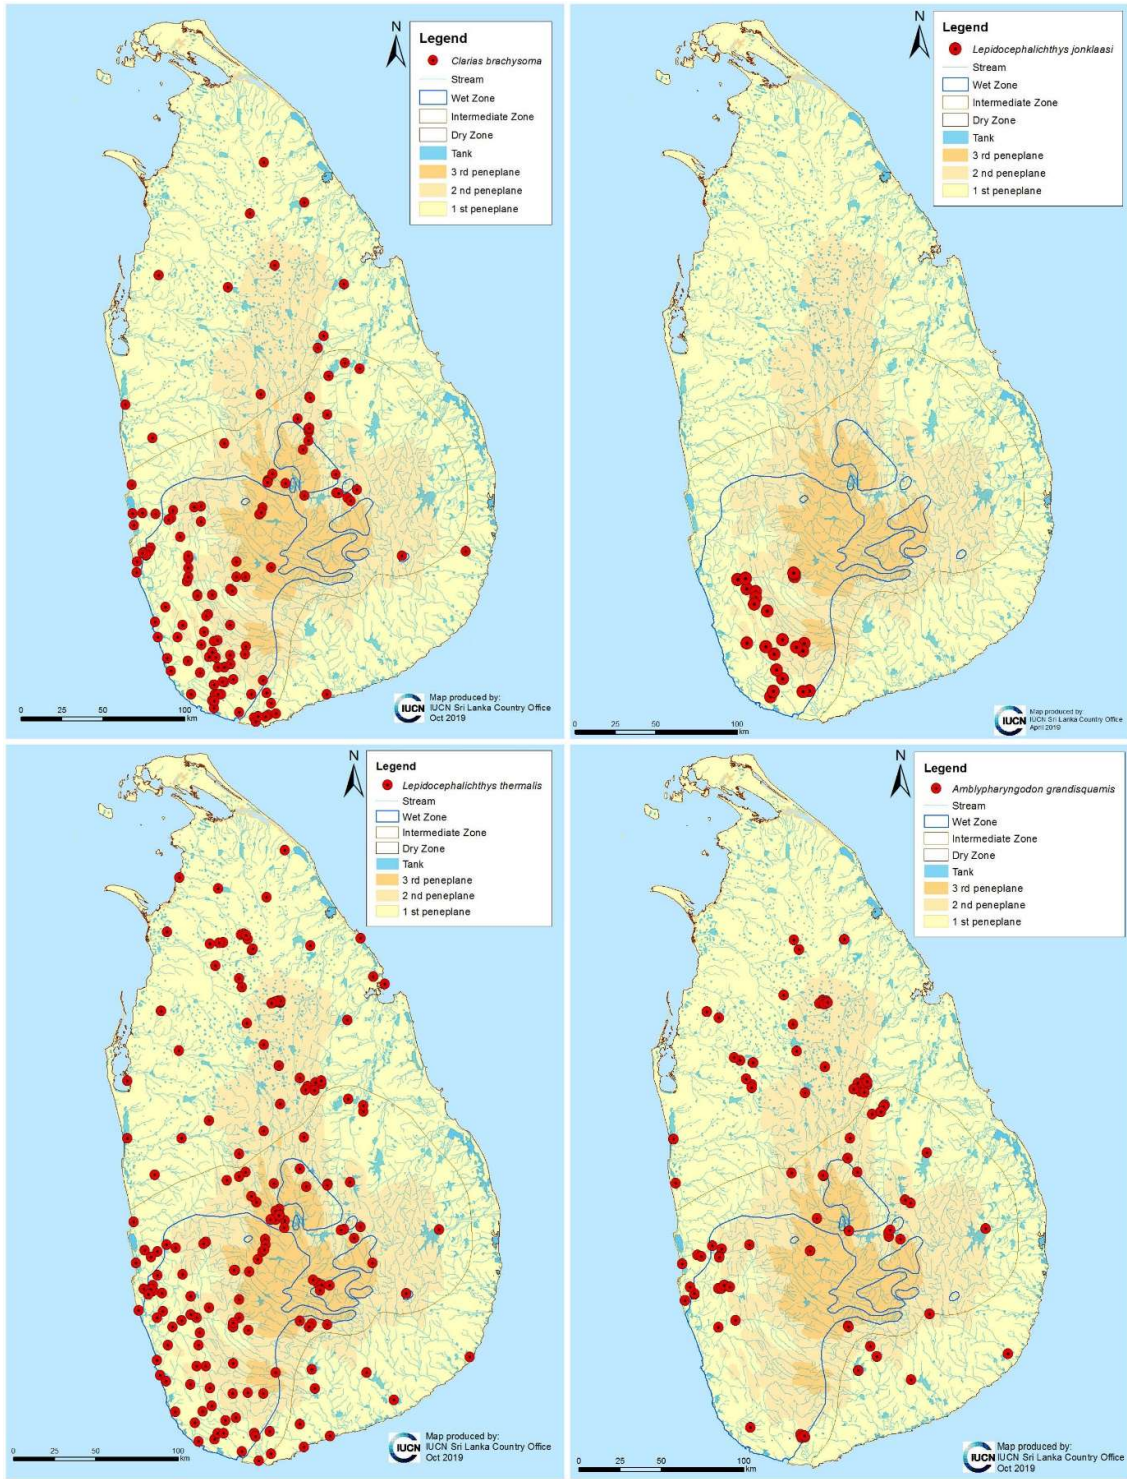 N
Legend
Clarias brachysoma
Stream
Wet Zone
Intermediate Zone
Dry Zone
Tank
3 rd peneplane
2 nd peneplane
1 st peneplane
0 25 50 100
km
IUCN
Map produced by:
IUCN Sri Lanka Country Office
Oct 2019
N
Legend
Lepidocephalichthys jonklaasi
Stream
Wet Zone
Intermediate Zone
Dry Zone
Tank
3 rd peneplane
2 nd peneplane
1 st peneplane
0 25 50 100
km
IUCN
Map produced by:
IUCN Sri Lanka Country Office
April 2019
N
Legend
Lepidocephalichthys thermalis
Stream
Wet Zone
Intermediate Zone
Dry Zone
Tank
3 rd peneplane
2 nd peneplane
1 st peneplane
0 25 50 100
km
IUCN
Map produced by:
IUCN Sri Lanka Country Office
Oct 2019
N
Legend
Amblypharyngodon grandisquamis
Stream
Wet Zone
Intermediate Zone
Dry Zone
Tank
3 rd peneplane
2 nd peneplane
1 st peneplane
0 25 50 100
km
IUCN
Map produced by:
IUCN Sri Lanka Country Office
Oct 2019